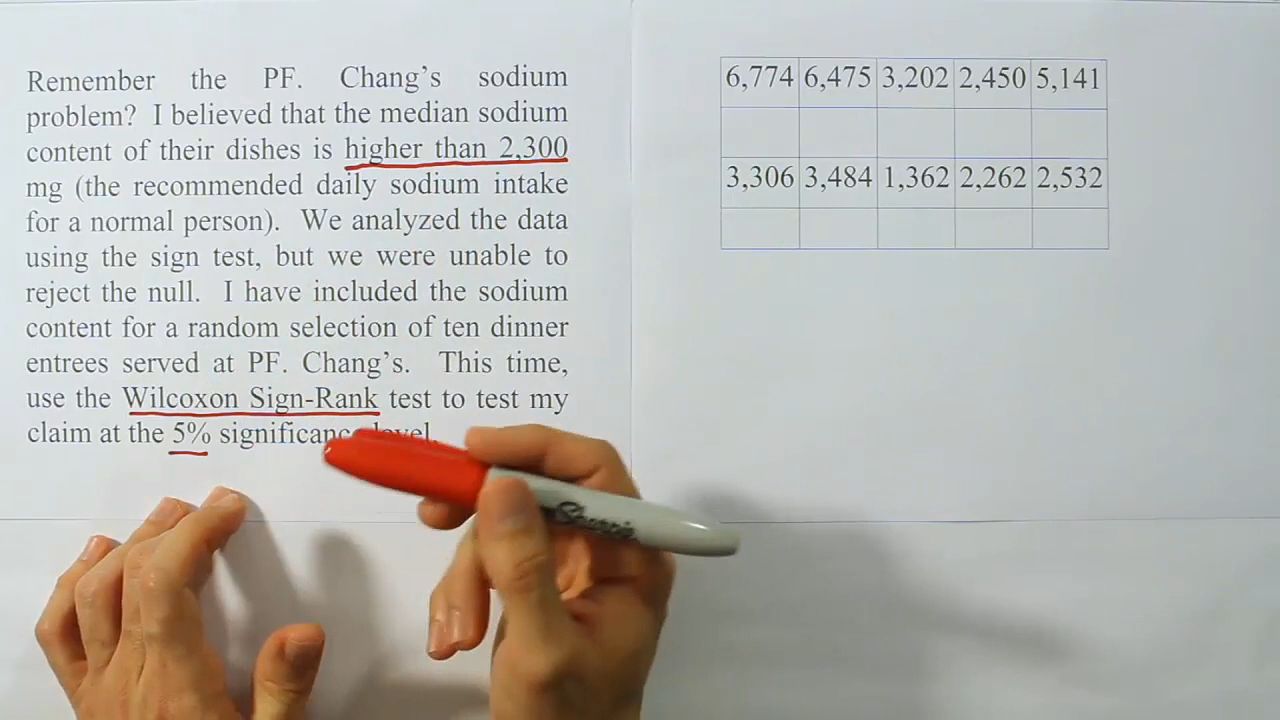 Remember the PF. Chang's sodium
problem? I believed that the median sodium
content of their dishes is higher than 2,300
mg (the recommended daily sodium intake
for a normal person). We analyzed the data
using the sign test, but we were unable to
reject the null. I have included the sodium
content for a random selection of ten dinner
entrees served at PF. Chang's. This time,
use the Wilcoxon Sign-Rank test to test my
claim at the 5% significance level.
6,774 6,475 3,202 2,450 5,141
3,306 3,484 1,362 2,262 2,532
Sharpie